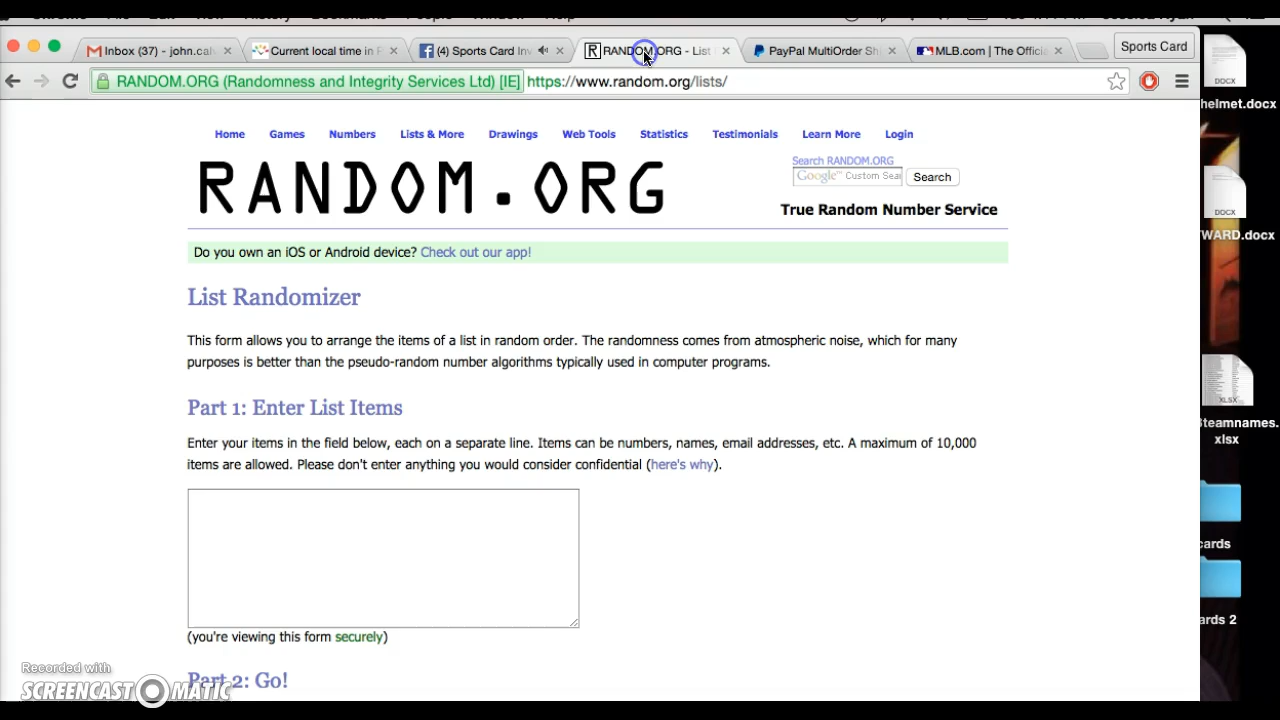 Inbox (37) - john.cal
Current local time in
(4) Sports Card Inv
RANDOM.ORG - List
PayPal MultiOrder Sh
MLB.com | The Offici
Sports Card
RANDOM.ORG (Randomness and Integrity Services Ltd) [IE] https://www.random.org/lists/
Home Games Numbers Lists & More Drawings Web Tools Statistics Testimonials Learn More Login
RANDOM.ORG
Search RANDOM.ORG
Google™ Custom Sea Search
True Random Number Service
Do you own an iOS or Android device? Check out our app!
List Randomizer
This form allows you to arrange the items of a list in random order. The randomness comes from atmospheric noise, which for many
purposes is better than the pseudo-random number algorithms typically used in computer programs.
Part 1: Enter List Items
Enter your items in the field below, each on a separate line. Items can be numbers, names, email addresses, etc. A maximum of 10,000
items are allowed. Please don't enter anything you would consider confidential (here's why).
(you're viewing this form securely)
Part 2: Go!
DOCX
helmet.docx
DOCX
WARD.docx
XLSX
teamnames.
xlsx
cards
ards 2
Recorded with
SCREENCAST-O-MATIC